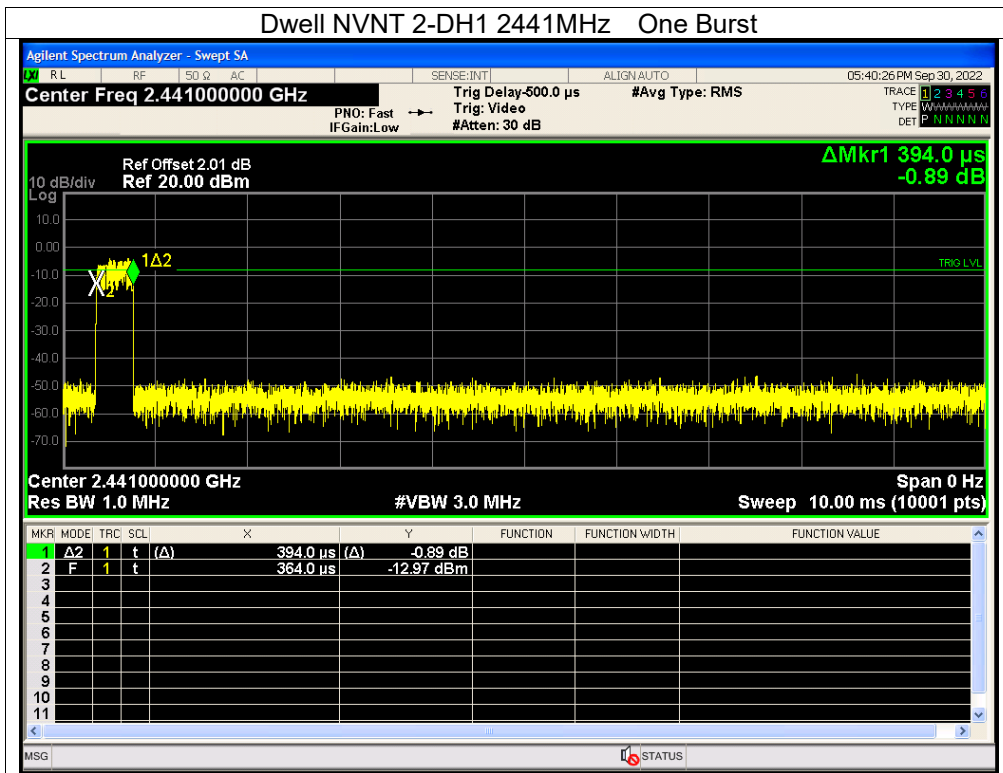 Dwell NVNT 2-DH1 2441MHz One Burst
Agilent Spectrum Analyzer - Swept SA
LXI RL RF 50 Ω AC SENSE:INT ALIGN AUTO 05:40:26 PM Sep 30, 2022
Center Freq 2.441000000 GHz
PNO: Fast
IFGain:Low
Trig Delay-500.0 µs
Trig: Video
#Atten: 30 dB
#Avg Type: RMS
TRACE 1 2 3 4 5 6
TYPE WWWWWW
DET P N N N N N
ΔMkr1 394.0 µs
-0.89 dB
Ref Offset 2.01 dB
10 dB/div Ref 20.00 dBm
Log
10.0
0.00
-10.0
-20.0
-30.0
-40.0
-50.0
-60.0
-70.0
1Δ2
X2
TRIG LVL
Center 2.441000000 GHz Span 0 Hz
Res BW 1.0 MHz #VBW 3.0 MHz Sweep 10.00 ms (10001 pts)
MKR MODE TRC SCL X Y FUNCTION FUNCTION WIDTH FUNCTION VALUE
1 Δ2 1 t (Δ) 394.0 µs (Δ) -0.89 dB
2 F 1 t 364.0 µs -12.97 dBm
3
4
5
6
7
8
9
10
11
MSG STATUS